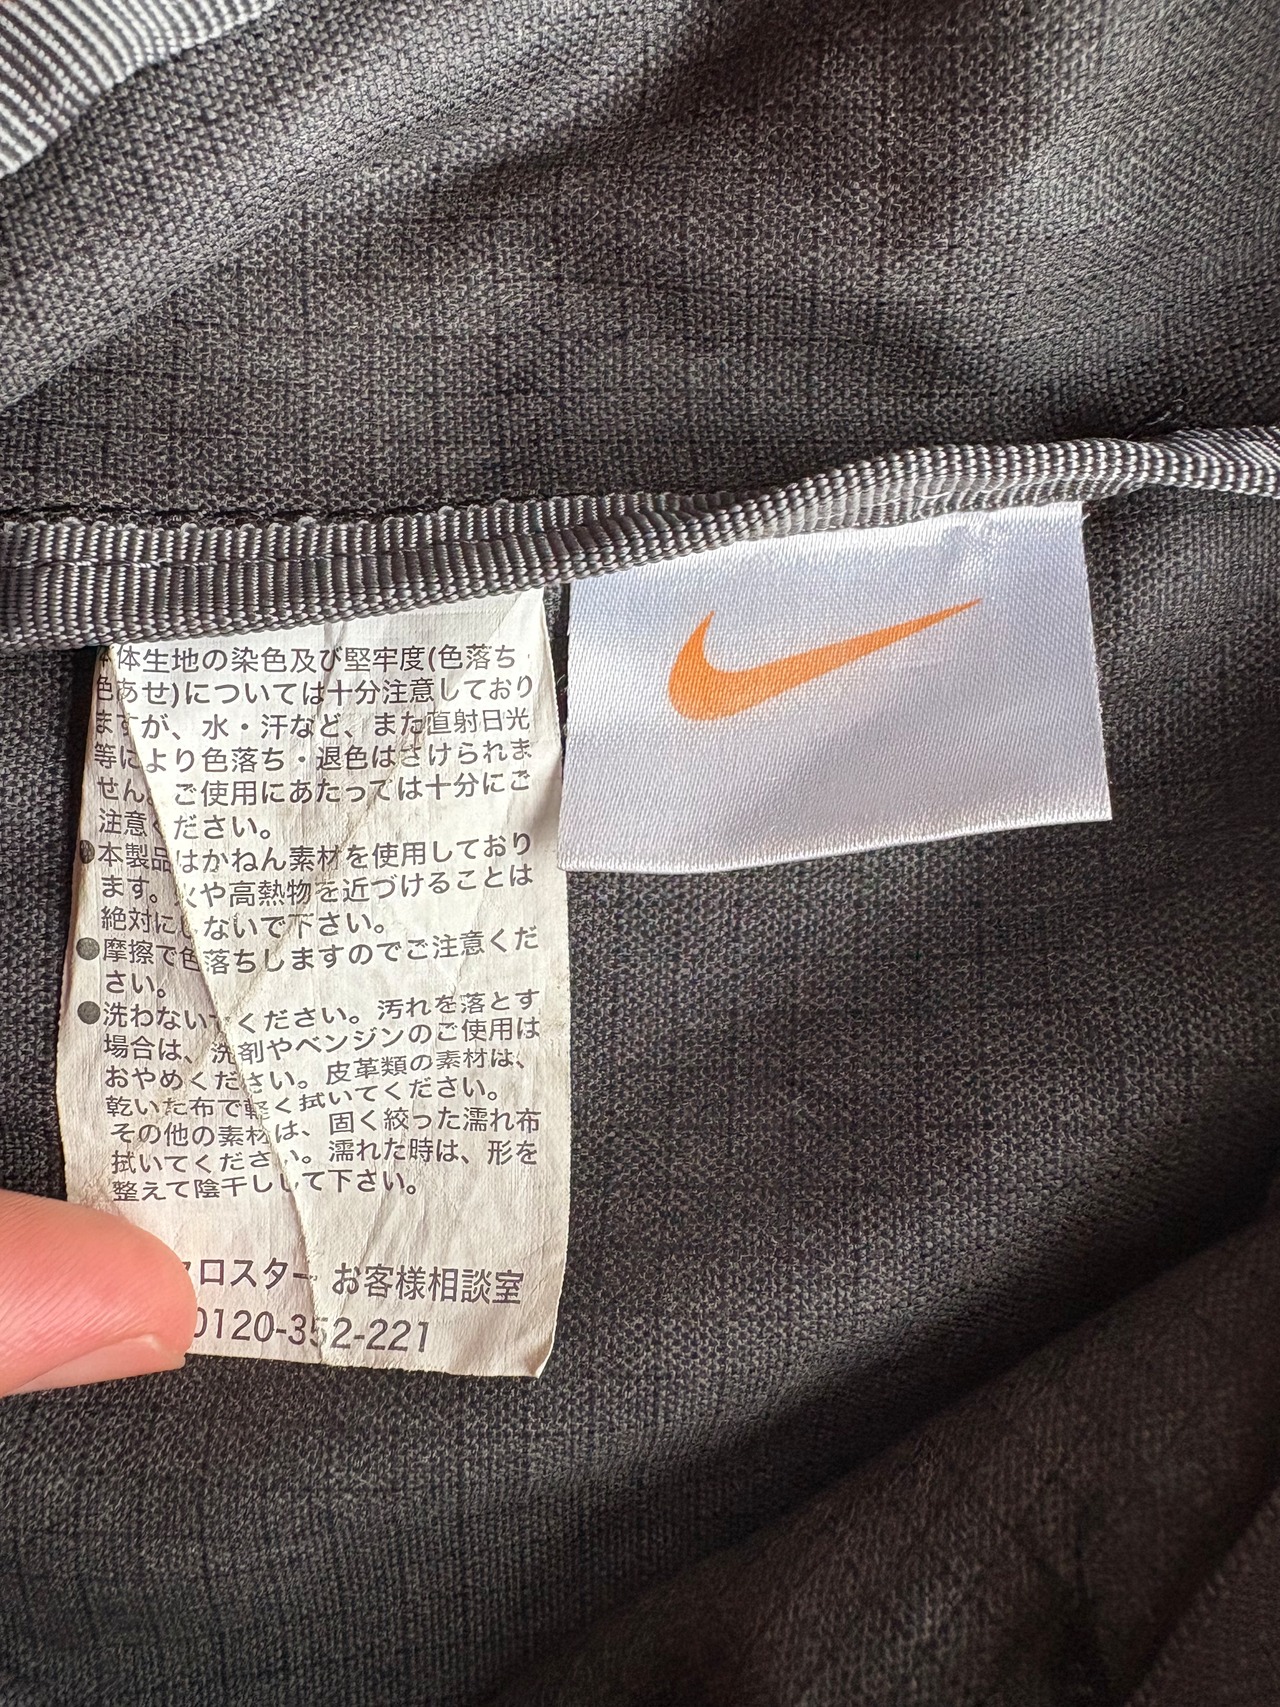 体生地の染色及び堅牢度(色落ち・
色あせ)については十分注意しており
ますが、水・汗など、また直射日光
等により色落ち・退色はさけられま
せん。ご使用にあたっては十分にご
注意ください。
●本製品はかねん素材を使用しており
ます。火や高熱物を近づけることは
絶対にしないで下さい。
●摩擦で色落ちしますのでご注意くだ
さい。
●洗わないでください。汚れを落とす
場合は、洗剤やベンジンのご使用は
おやめください。皮革類の素材は、
乾いた布で軽く拭いてください。
その他の素材は、固く絞った濡れ布
拭いてください。濡れた時は、形を
整えて陰干しして下さい。
クロスター お客様相談室
0120-352-221